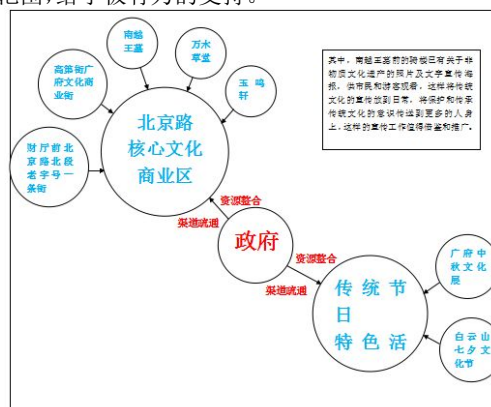 范围,给予极有力的支持。
南越
王墓
万水
草堂
玉 鸣
轩
高第街广
府文化商
业街
财厅前北
京路北段
老字号一
条街
北京路
核心文化
商业区
其中,南越王墓前的骑楼已有关于非
物质文化遗产的照片及文字宣传海
报,供市民和游客观看,这样将传统
文化的宣传放到日常,将保护和传承
传统文化的意识传送到更多的人身
上,这样的宣传工作值得借鉴和推广。
资源整合
渠道疏通
政府
资源整合
渠道疏通
传 统 节
日
特 色 活
广府中
秋文化
展
白云山
七夕文
化节